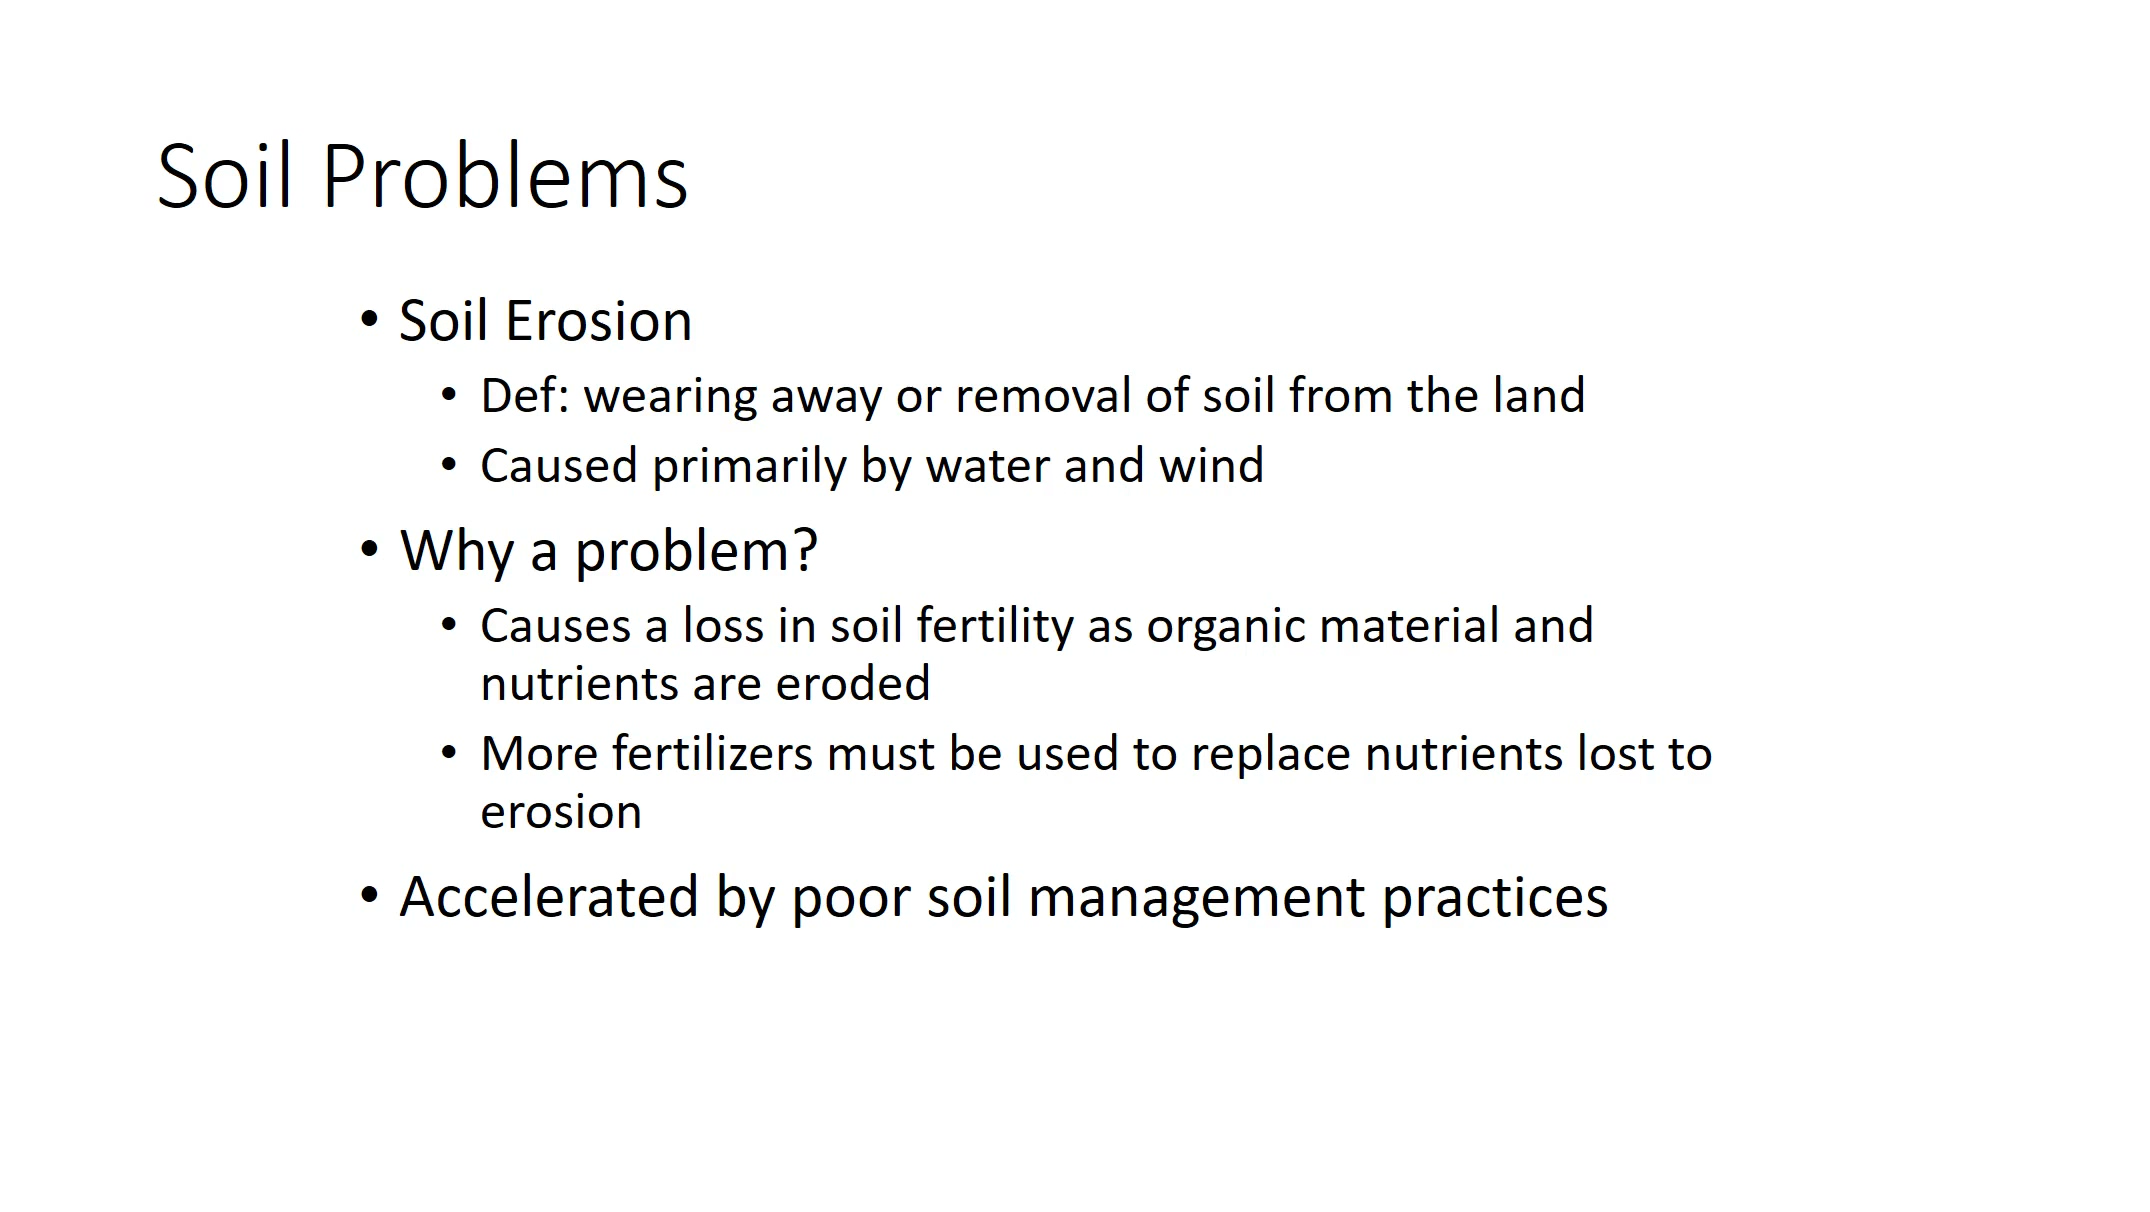 Soil Problems
• Soil Erosion
• Def: wearing away or removal of soil from the land
• Caused primarily by water and wind
• Why a problem?
• Causes a loss in soil fertility as organic material and
nutrients are eroded
• More fertilizers must be used to replace nutrients lost to
erosion
• Accelerated by poor soil management practices